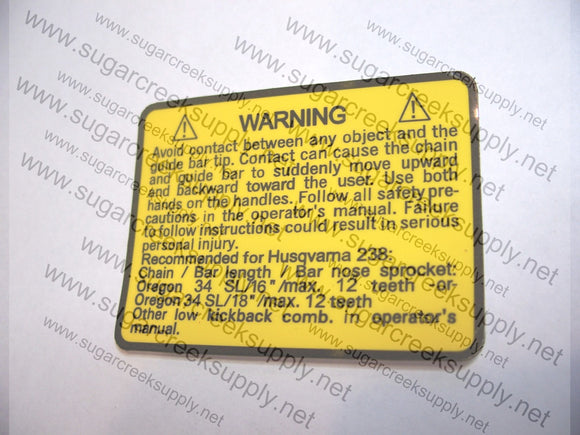 WARNING
Avoid contact between any object and the
guide bar tip. Contact can cause the chain
and guide bar to suddenly move upward
and backward toward the user. Use both
hands on the handles. Follow all safety pre-
cautions in the operator's manual. Failure
to follow instructions could result in serious
personal injury.
Recommended for Husqvarna 238:
Chain / Bar length / Bar nose sprocket:
Oregon 34 SL/16"/max. 12 teeth or
Oregon 34 SL/18"/max. 12 teeth
Other low kickback comb. in operator's
manual.
www.sugarcreeksupply.net